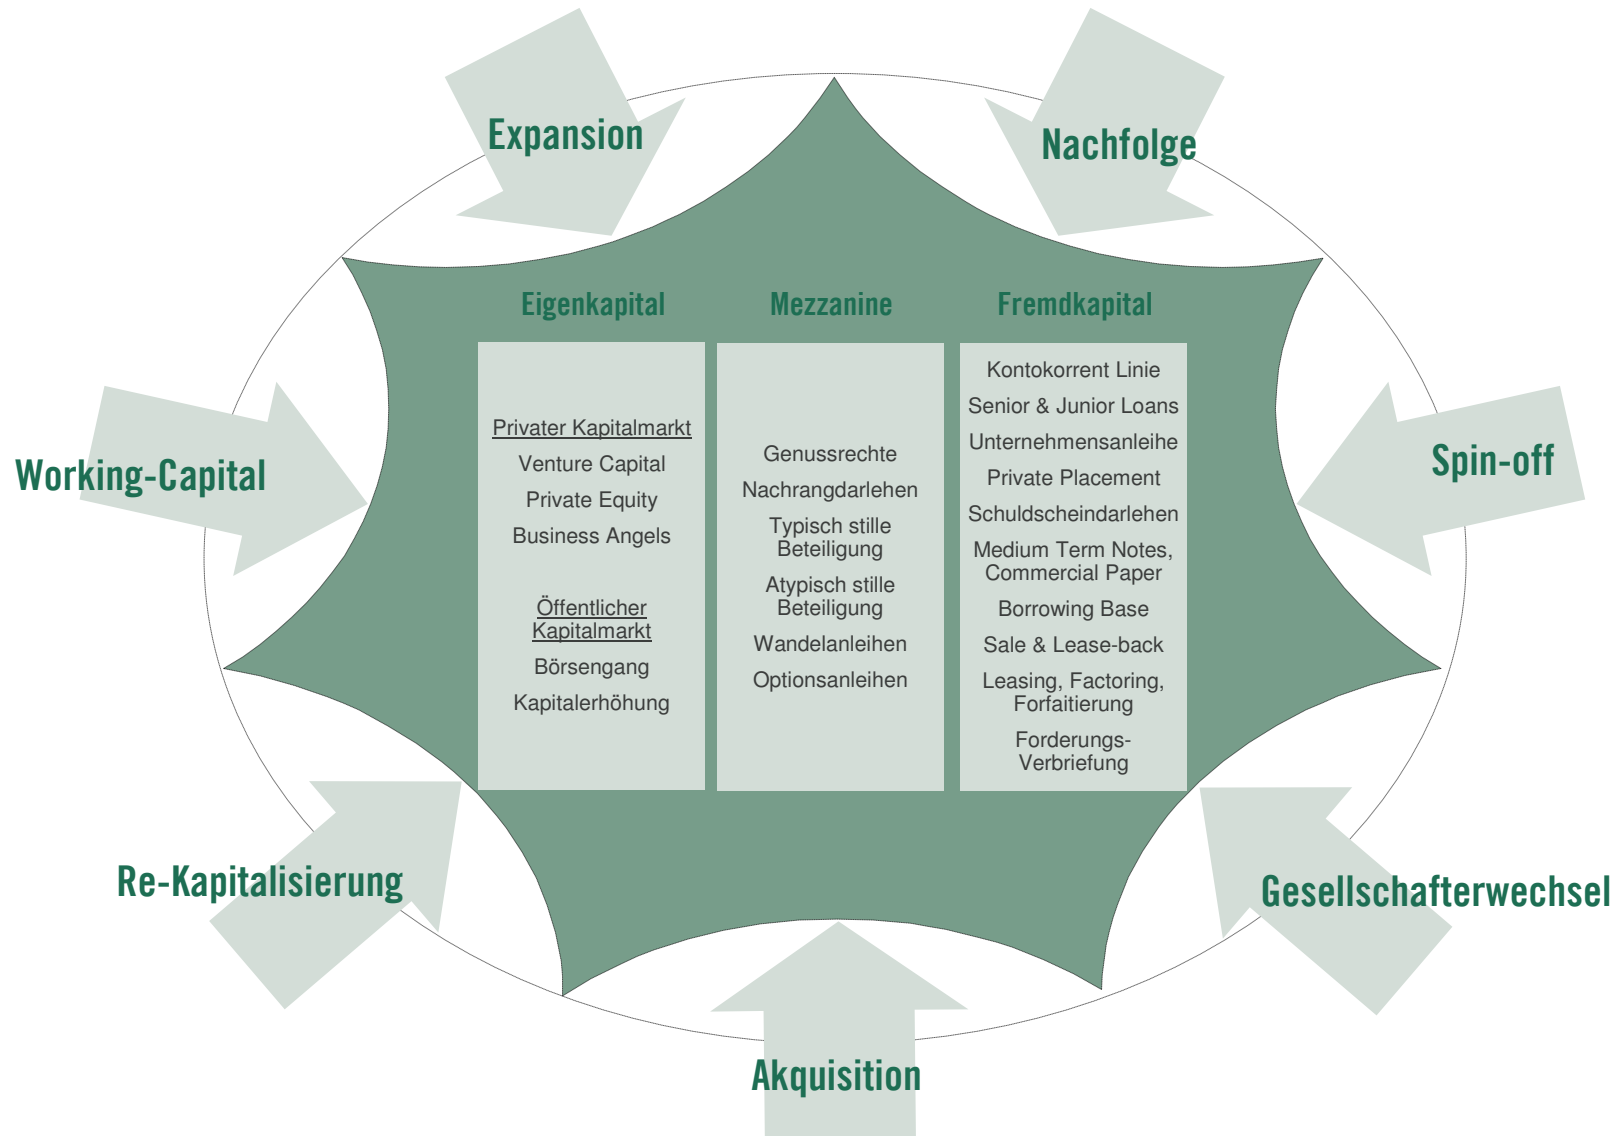 Expansion
Nachfolge
Working-Capital
Spin-off
Re-Kapitalisierung
Gesellschafterwechsel
Akquisition
Eigenkapital
Privater Kapitalmarkt
Venture Capital
Private Equity
Business Angels
Öffentlicher
Kapitalmarkt
Börsengang
Kapitalerhöhung
Mezzanine
Genussrechte
Nachrangdarlehen
Typisch stille
Beteiligung
Atypisch stille
Beteiligung
Wandelanleihen
Optionsanleihen
Fremdkapital
Kontokorrent Linie
Senior & Junior Loans
Unternehmensanleihe
Private Placement
Schuldscheindarlehen
Medium Term Notes,
Commercial Paper
Borrowing Base
Sale & Lease-back
Leasing, Factoring,
Forfaitierung
Forderungs-
Verbriefung